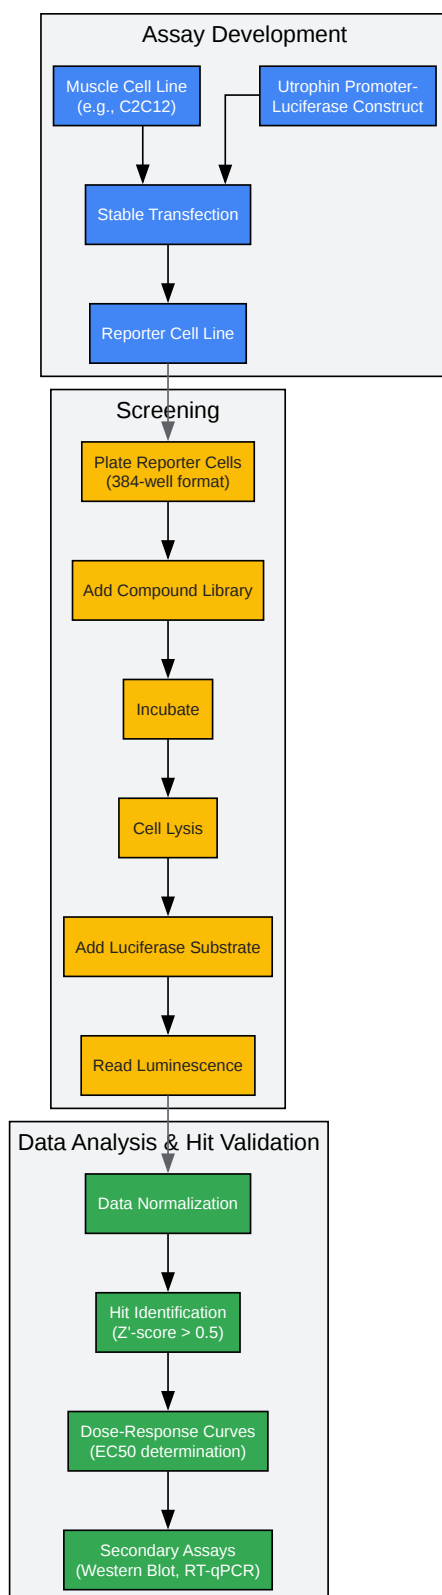 Assay Development
Muscle Cell Line
(e.g., C2C12)
Utrophin Promoter-
Luciferase Construct
Stable Transfection
Reporter Cell Line
Screening
Plate Reporter Cells
(384-well format)
Add Compound Library
Incubate
Cell Lysis
Add Luciferase Substrate
Read Luminescence
Data Analysis & Hit Validation
Data Normalization
Hit Identification
(Z'-score > 0.5)
Dose-Response Curves
(EC50 determination)
Secondary Assays
(Western Blot, RT-qPCR)